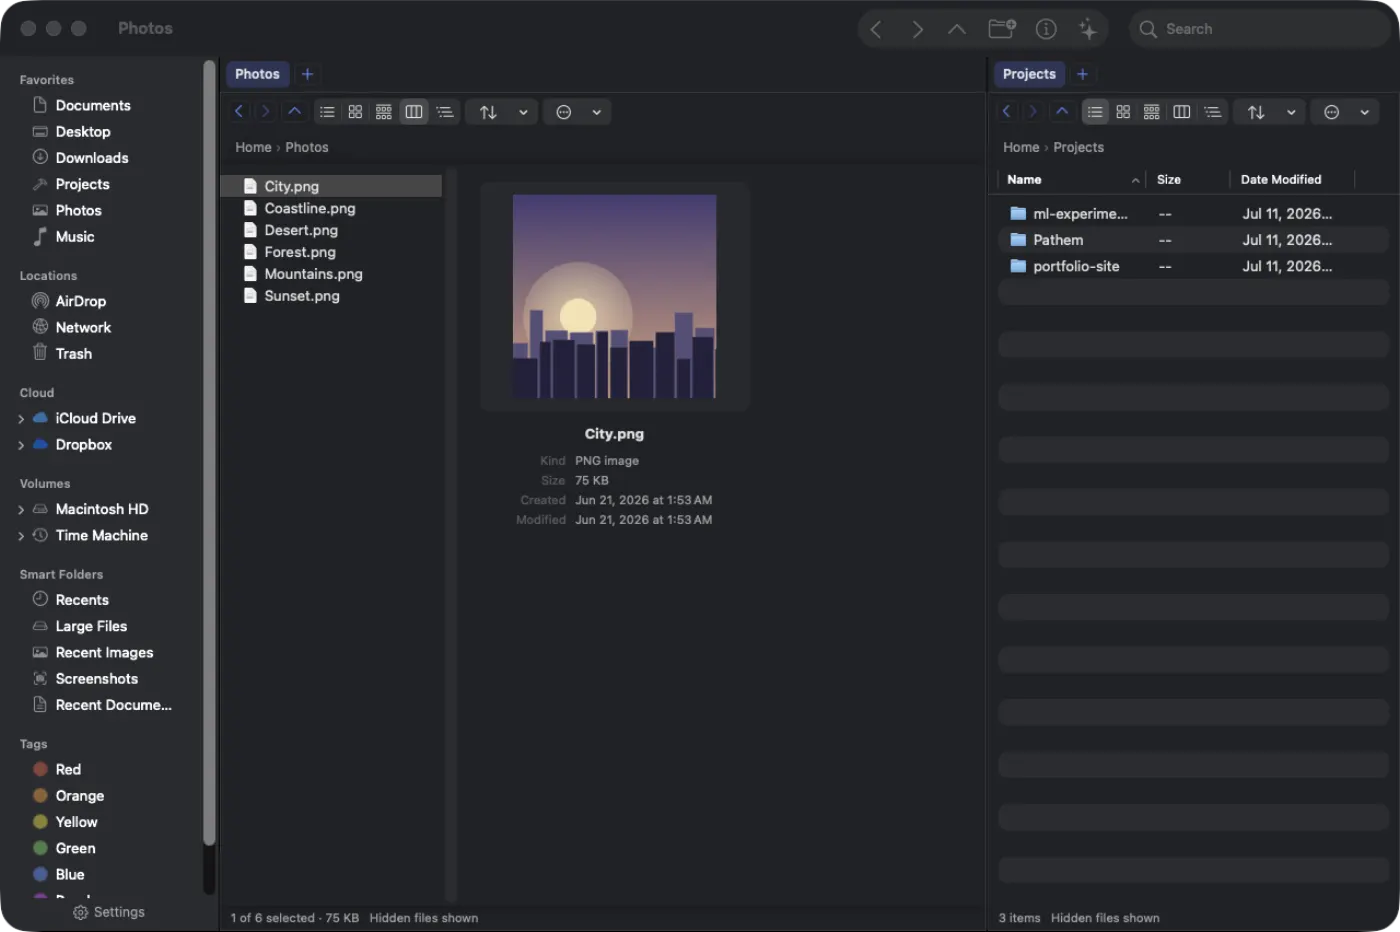 Photos
Search
Favorites
Documents
Desktop
Downloads
Projects
Photos
Music
Locations
AirDrop
Network
Trash
Cloud
iCloud Drive
Dropbox
Volumes
Macintosh HD
Time Machine
Smart Folders
Recents
Large Files
Recent Images
Screenshots
Recent Docume...
Tags
Red
Orange
Yellow
Green
Blue
Settings
Photos +
Home › Photos
City.png
Coastline.png
Desert.png
Forest.png
Mountains.png
Sunset.png
City.png
Kind PNG image
Size 75 KB
Created Jun 21, 2026 at 1:53 AM
Modified Jun 21, 2026 at 1:53 AM
1 of 6 selected · 75 KB Hidden files shown
Projects +
Home › Projects
Name Size Date Modified
ml-experime... -- Jul 11, 2026...
Pathem -- Jul 11, 2026...
portfolio-site -- Jul 11, 2026...
3 items Hidden files shown